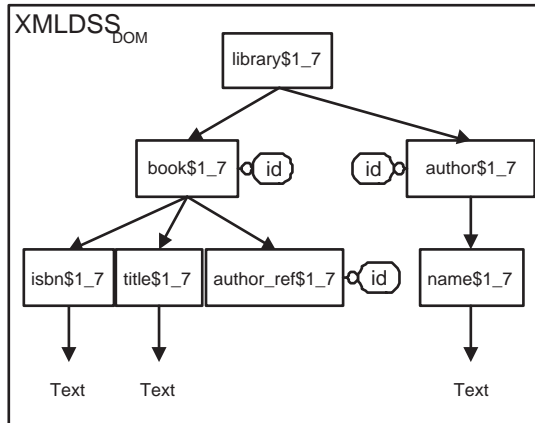 XMLDSS DOM
library$1_7
book$1_7 id id author$1_7
isbn$1_7 title$1_7 author_ref$1_7 id name$1_7
Text Text Text